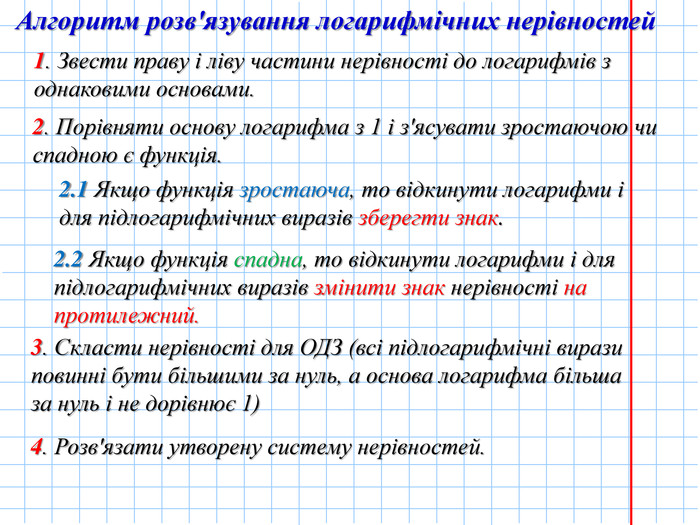 Алгоритм розв'язування логарифмічних нерівностей
1. Звести праву і ліву частини нерівності до логарифмів з
однаковими основами.
2. Порівняти основу логарифма з 1 і з'ясувати зростаючою чи
спадною є функція.
2.1 Якщо функція зростаюча, то відкинути логарифми і
для підлогарифмічних виразів зберегти знак.
2.2 Якщо функція спадна, то відкинути логарифми і для
підлогарифмічних виразів змінити знак нерівності на
протилежний.
3. Скласти нерівності для ОДЗ (всі підлогарифмічні вирази
повинні бути більшими за нуль, а основа логарифма більша
за нуль і не дорівнює 1)
4. Розв'язати утворену систему нерівностей.